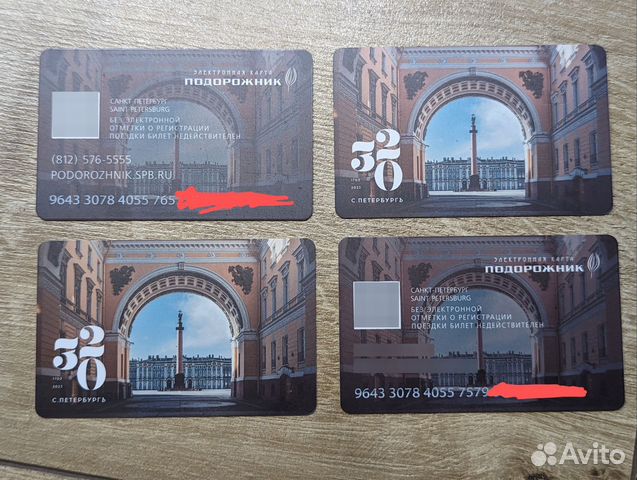 ЭЛЕКТРОННАЯ КАРТА
ПОДОРОЖНИК
САНКТ-ПЕТЕРБУРГ
SAINT PETERSBURG
БЕЗ ЭЛЕКТРОННОЙ
ОТМЕТКИ О РЕГИСТРАЦИИ
ПОЕЗДКИ БИЛЕТ НЕДЕЙСТВИТЕЛЕН
(812) 576-5555
PODOROZHNIK.SPB.RU
9643 3078 4055 765
320
1703
2023
С.ПЕТЕРБУРГЪ
320
1703
2023
С.ПЕТЕРБУРГЪ
ЭЛЕКТРОННАЯ КАРТА
ПОДОРОЖНИК
САНКТ-ПЕТЕРБУРГ
SAINT PETERSBURG
БЕЗ ЭЛЕКТРОННОЙ
ОТМЕТКИ О РЕГИСТРАЦИИ
ПОЕЗДКИ БИЛЕТ НЕДЕЙСТВИТЕЛЕН
9643 3078 4055 7579
Avito